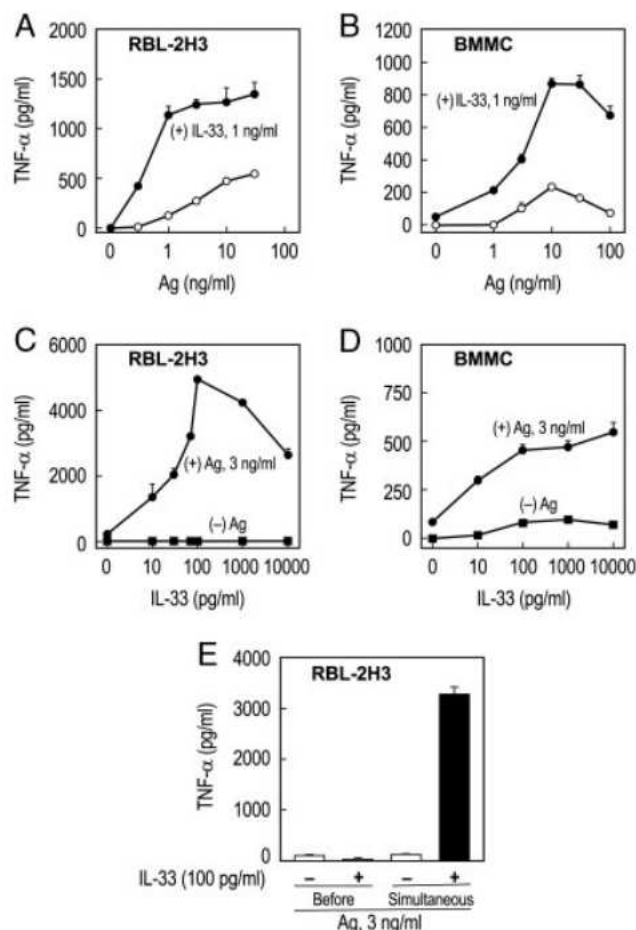 A
RBL-2H3
TNF-α (pg/ml)
2000
1500
1000
500
0
(+) IL-33, 1 ng/ml
0 1 10 100
Ag (ng/ml)
B
BMMC
TNF-α (pg/ml)
1000
800
600
400
200
0
(+) IL-33, 1 ng/ml
0 1 10 100
Ag (ng/ml)
C
RBL-2H3
TNF-α (pg/ml)
6000
4000
2000
0
(+) Ag, 3 ng/ml
(–) Ag
0 10 100 1000 10000
IL-33 (pg/ml)
D
BMMC
TNF-α (pg/ml)
1000
750
500
250
0
(+) Ag, 3 ng/ml
(–) Ag
0 10 100 1000 10000
IL-33 (pg/ml)
E
RBL-2H3
TNF-α (pg/ml)
4000
3000
2000
1000
0
IL-33 (100 pg/ml) – + – +
Before Simultaneous
Ag, 3 ng/ml